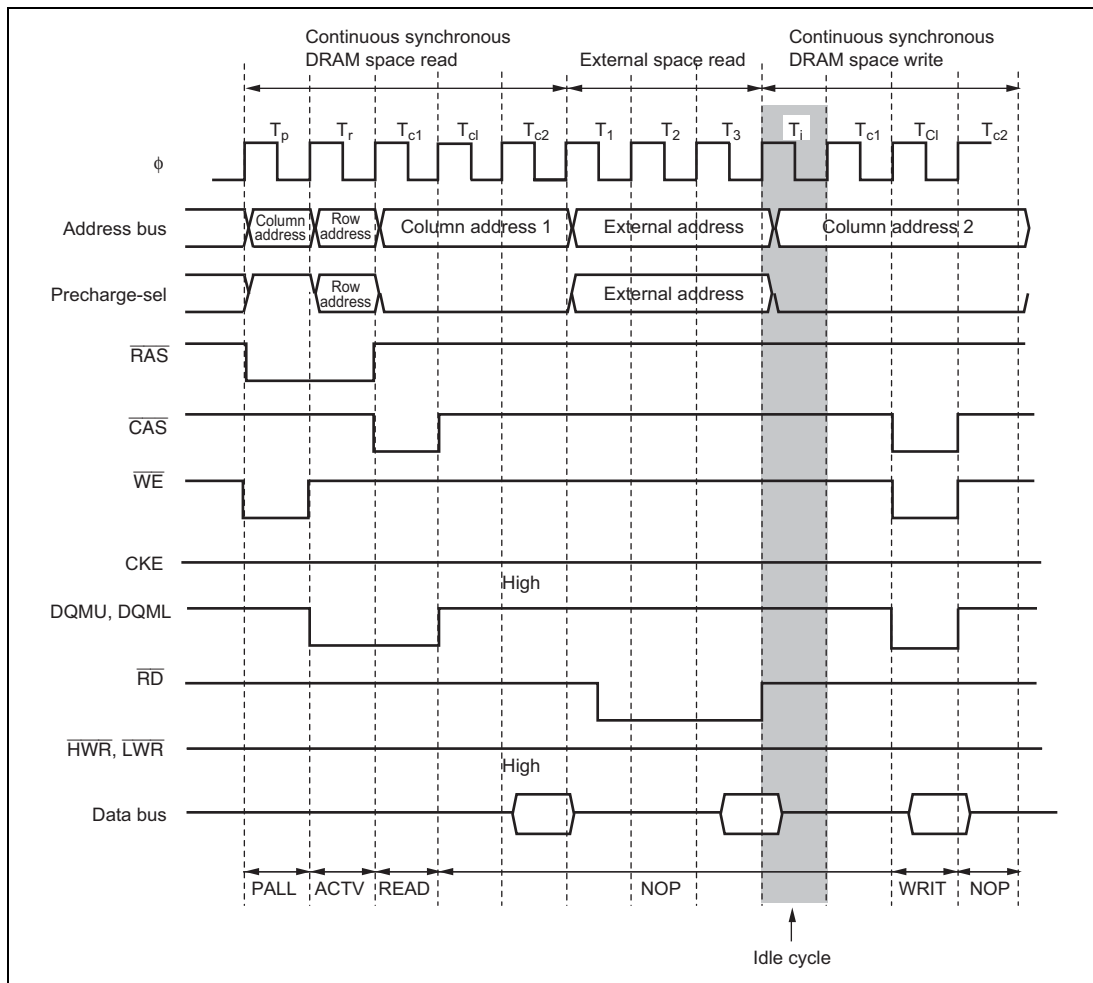 Continuous synchronous
DRAM space read
External space read
Continuous synchronous
DRAM space write
Tp Tr Tc1 Tcl Tc2 T1 T2 T3 Ti Tc1 TCl Tc2
ϕ
Address bus
Column address
Row address
Column address 1
External address
Column address 2
Precharge-sel
Row address
External address
RAS
CAS
WE
CKE
High
DQMU, DQML
RD
HWR, LWR
High
Data bus
PALL ACTV READ NOP WRIT NOP
Idle cycle